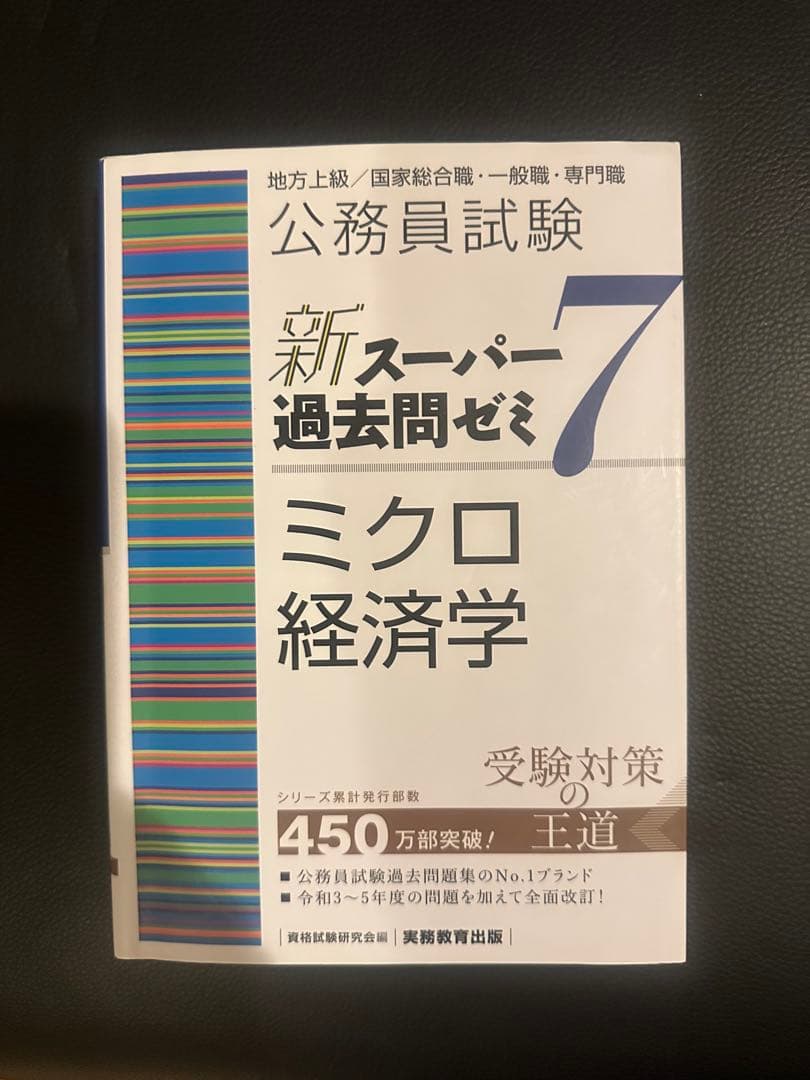 地方上級／国家総合職・一般職・専門職
公務員試験
新スーパー
過去問ゼミ7
ミクロ
経済学
受験対策
の
王道
シリーズ累計発行部数
450万部突破!
■ 公務員試験過去問題集のNo.1ブランド
■ 令和3〜5年度の問題を加えて全面改訂!
|資格試験研究会編|実務教育出版|